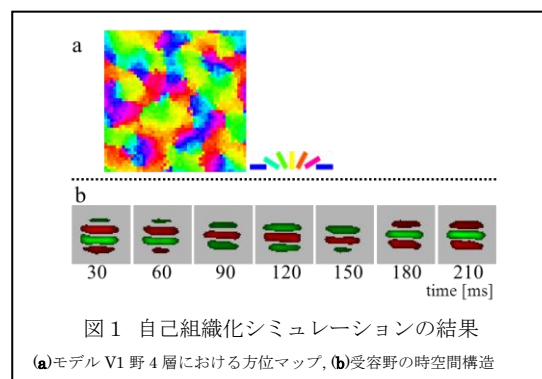 a
b
30 60 90 120 150 180 210
time [ms]
図1 自己組織化シミュレーションの結果
(a)モデル V1 野 4 層における方位マップ, (b)受容野の時空間構造